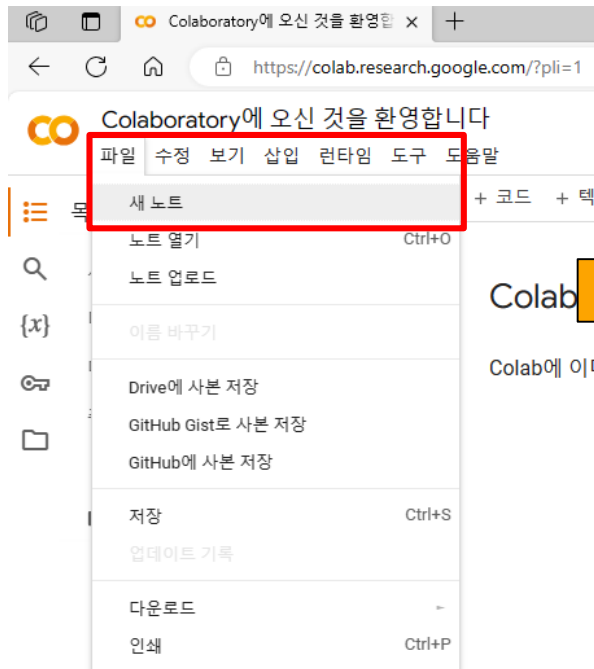 Colaboratory에 오신 것을 환영합
https://colab.research.google.com/?pli=1
Colaboratory에 오신 것을 환영합니다
파일 수정 보기 삽입 런타임 도구 도움말
+ 코드 + 텍
새 노트
노트 열기 Ctrl+O
노트 업로드
Colab
이름 바꾸기
{x}
Colab에 이
Drive에 사본 저장
GitHub Gist로 사본 저장
GitHub에 사본 저장
저장 Ctrl+S
업데이트 기록
다운로드
인쇄 Ctrl+P